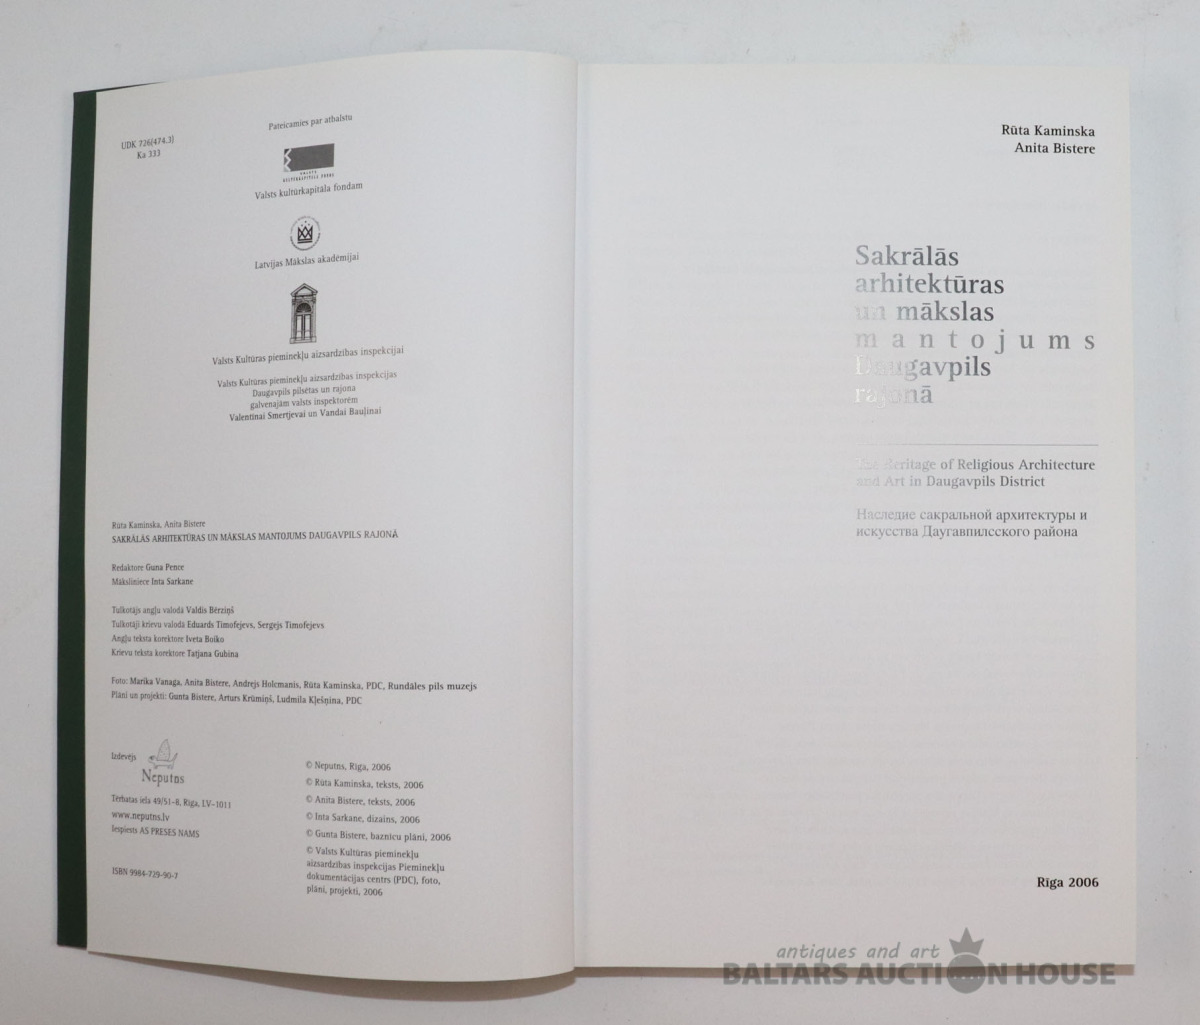 UDK 726(474.3)
Ka 333
Pateicamies par atbalstu
VALSTS
KULTŪRKAPITĀLA FONDS
Valsts kultūrkapitāla fondam
Latvijas Mākslas akadēmijai
Valsts Kultūras pieminekļu aizsardzības inspekcijai
Valsts Kultūras pieminekļu aizsardzības inspekcijas
Daugavpils pilsētas un rajona
galvenajām valsts inspektorēm
Valentīnai Smertjevai un Vandai Bauļinai
Rūta Kaminska, Anita Bistere
SAKRĀLĀS ARHITEKTŪRAS UN MĀKSLAS MANTOJUMS DAUGAVPILS RAJONĀ
Redaktore Guna Pence
Māksliniece Inta Sarkane
Tulkotājs angļu valodā Valdis Bērziņš
Tulkotāji krievu valodā Eduards Timofejevs, Sergejs Timofejevs
Angļu teksta korektore Iveta Boiko
Krievu teksta korektore Tatjana Gubina
Foto: Marika Vanaga, Anita Bistere, Andrejs Holcmanis, Rūta Kaminska, PDC, Rundāles pils muzejs
Plāni un projekti: Gunta Bistere, Arturs Krūmiņš, Ludmila Kļešņina, PDC
Izdevējs
Neputns
Tērbatas iela 49/51–8, Rīga, LV–1011
www.neputns.lv
Iespiests AS PRESES NAMS
ISBN 9984-729-90-7
© Neputns, Rīga, 2006
© Rūta Kaminska, teksts, 2006
© Anita Bistere, teksts, 2006
© Inta Sarkane, dizains, 2006
© Gunta Bistere, baznīcu plāni, 2006
© Valsts Kultūras pieminekļu
aizsardzības inspekcijas Pieminekļu
dokumentācijas centrs (PDC), foto,
plāni, projekti, 2006
Rūta Kaminska
Anita Bistere
Sakrālās
arhitektūras
un mākslas
mantojums
Daugavpils
rajonā
The Heritage of Religious Architecture
and Art in Daugavpils District
Наследие сакральной архитектуры и
искусства Даугавпилсского района
Rīga 2006
antiques and art
BALTARS AUCTION HOUSE